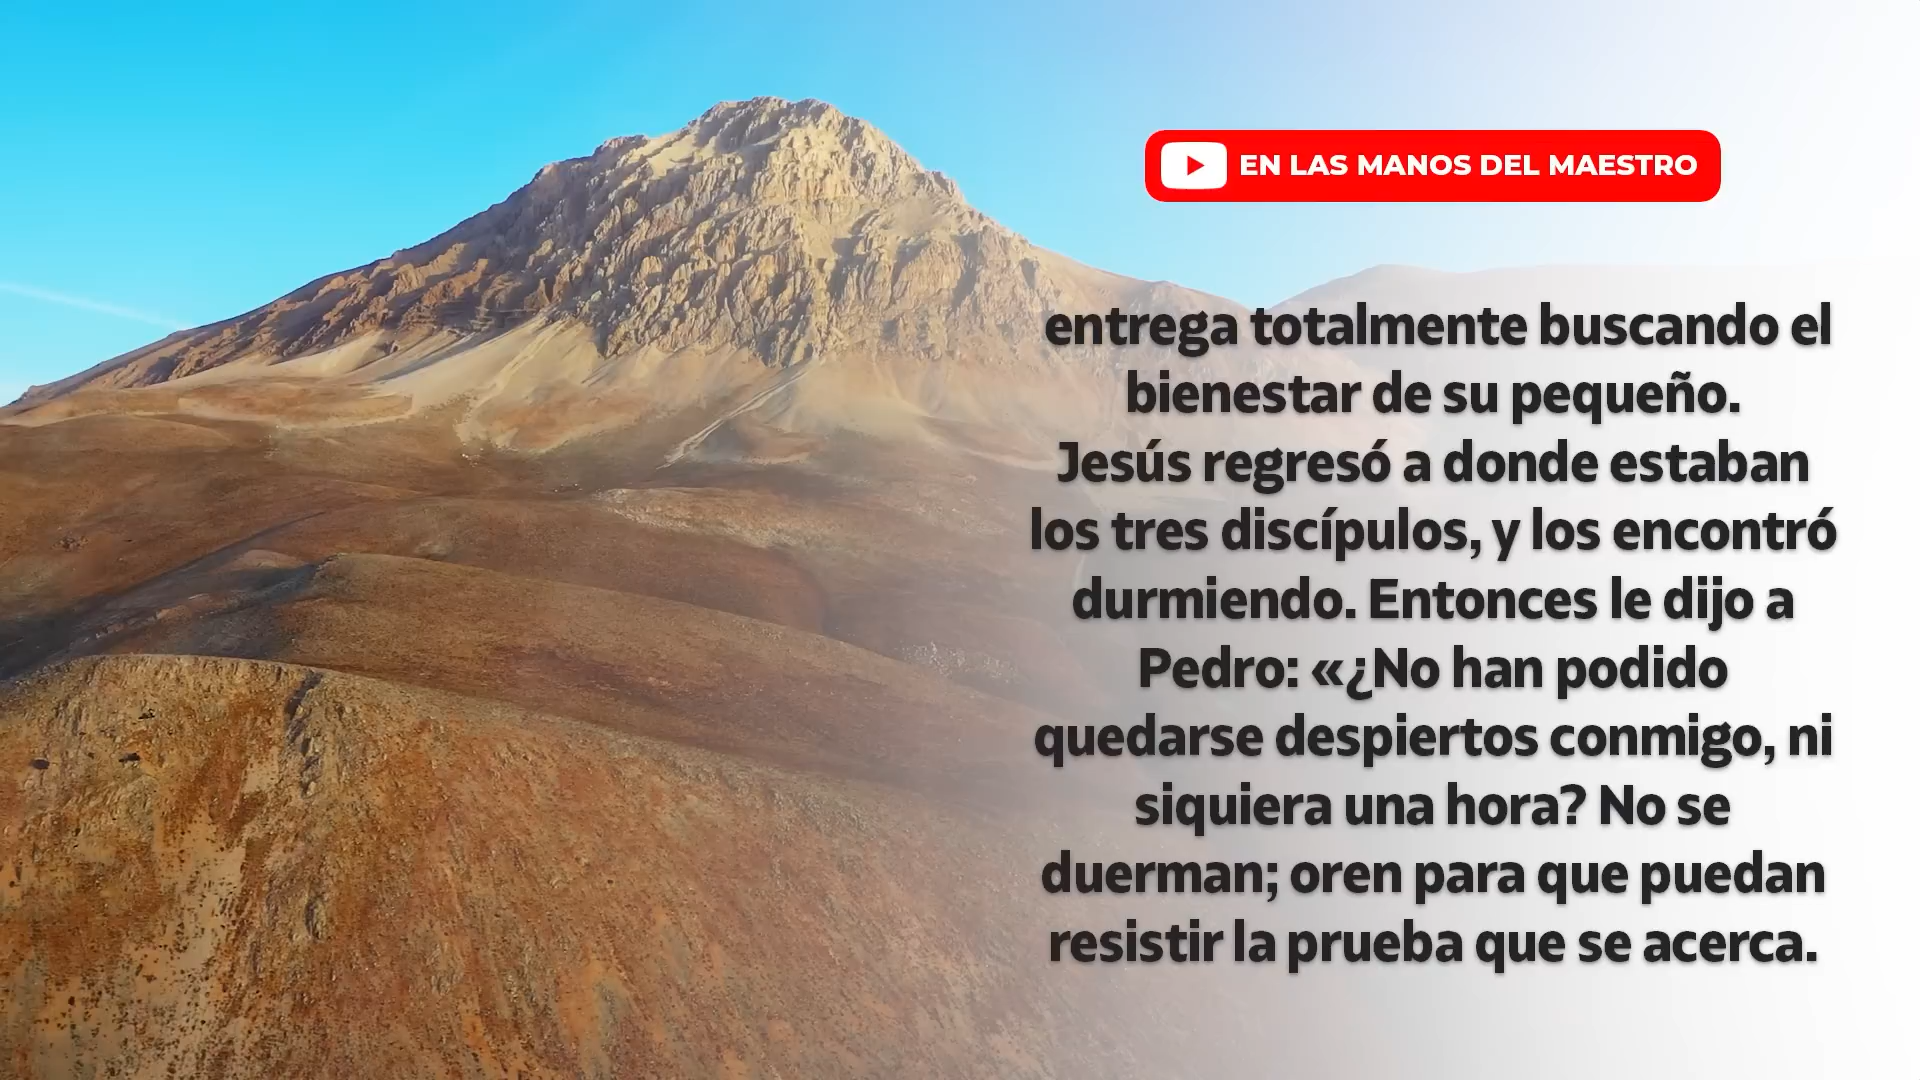 EN LAS MANOS DEL MAESTRO
entrega totalmente buscando el
bienestar de su pequeño.
Jesús regresó a donde estaban
los tres discípulos, y los encontró
durmiendo. Entonces le dijo a
Pedro: «¿No han podido
quedarse despiertos conmigo, ni
siquiera una hora? No se
duerman; oren para que puedan
resistir la prueba que se acerca.